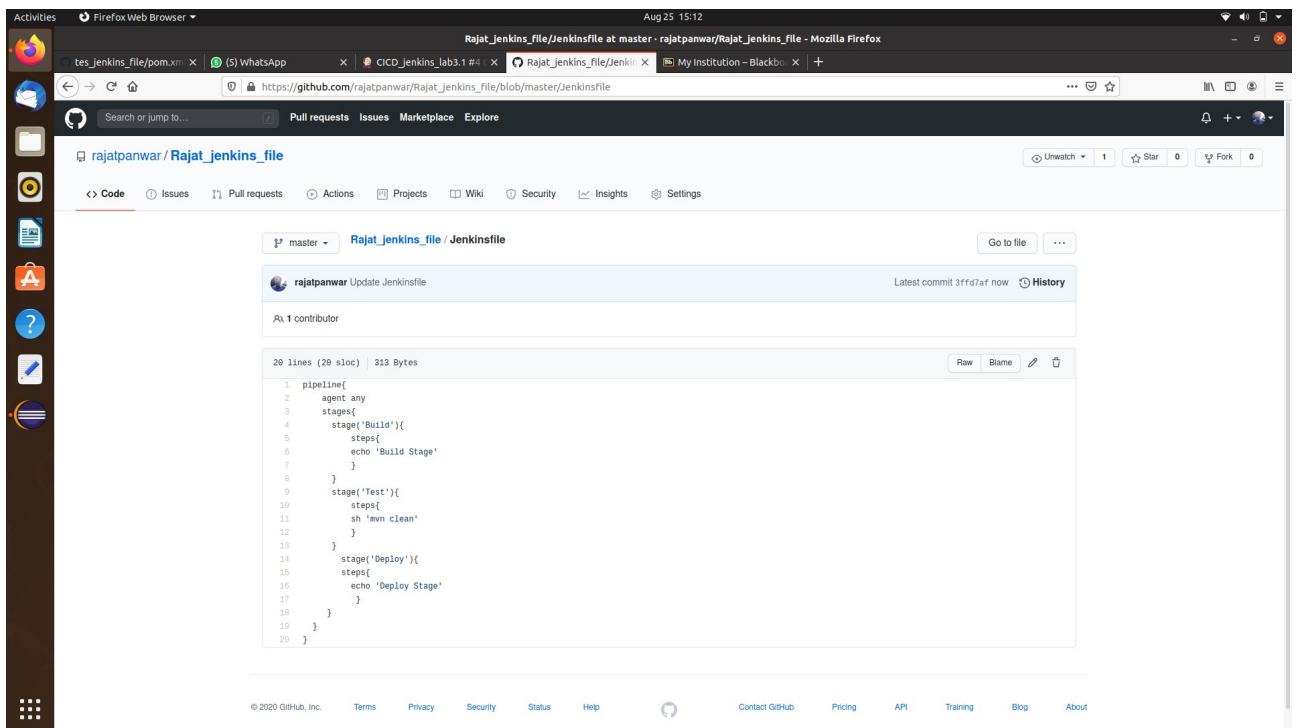 Activities Firefox Web Browser Aug 25 15:12
Rajat_jenkins_file/Jenkinsfile at master · rajatpanwar/Rajat_jenkins_file - Mozilla Firefox
tes_jenkins_file/pom.xm (5) WhatsApp CICD_jenkins_lab3.1 #4 Rajat_jenkins_file/Jenkin My Institution – Blackbo
https://github.com/rajatpanwar/Rajat_jenkins_file/blob/master/Jenkinsfile
Search or jump to... / Pull requests Issues Marketplace Explore
rajatpanwar / Rajat_jenkins_file Unwatch 1 Star 0 Fork 0
<> Code Issues Pull requests Actions Projects Wiki Security Insights Settings
master Rajat_jenkins_file / Jenkinsfile Go to file ...
rajatpanwar Update Jenkinsfile Latest commit 3ffd7af now History
1 contributor
20 lines (20 sloc) 313 Bytes Raw Blame
1 pipeline{
2 agent any
3 stages{
4 stage('Build'){
5 steps{
6 echo 'Build Stage'
7 }
8 }
9 stage('Test'){
10 steps{
11 sh 'mvn clean'
12 }
13 }
14 stage('Deploy'){
15 steps{
16 echo 'Deploy Stage'
17 }
18 }
19 }
20 }
© 2020 GitHub, Inc. Terms Privacy Security Status Help Contact GitHub Pricing API Training Blog About